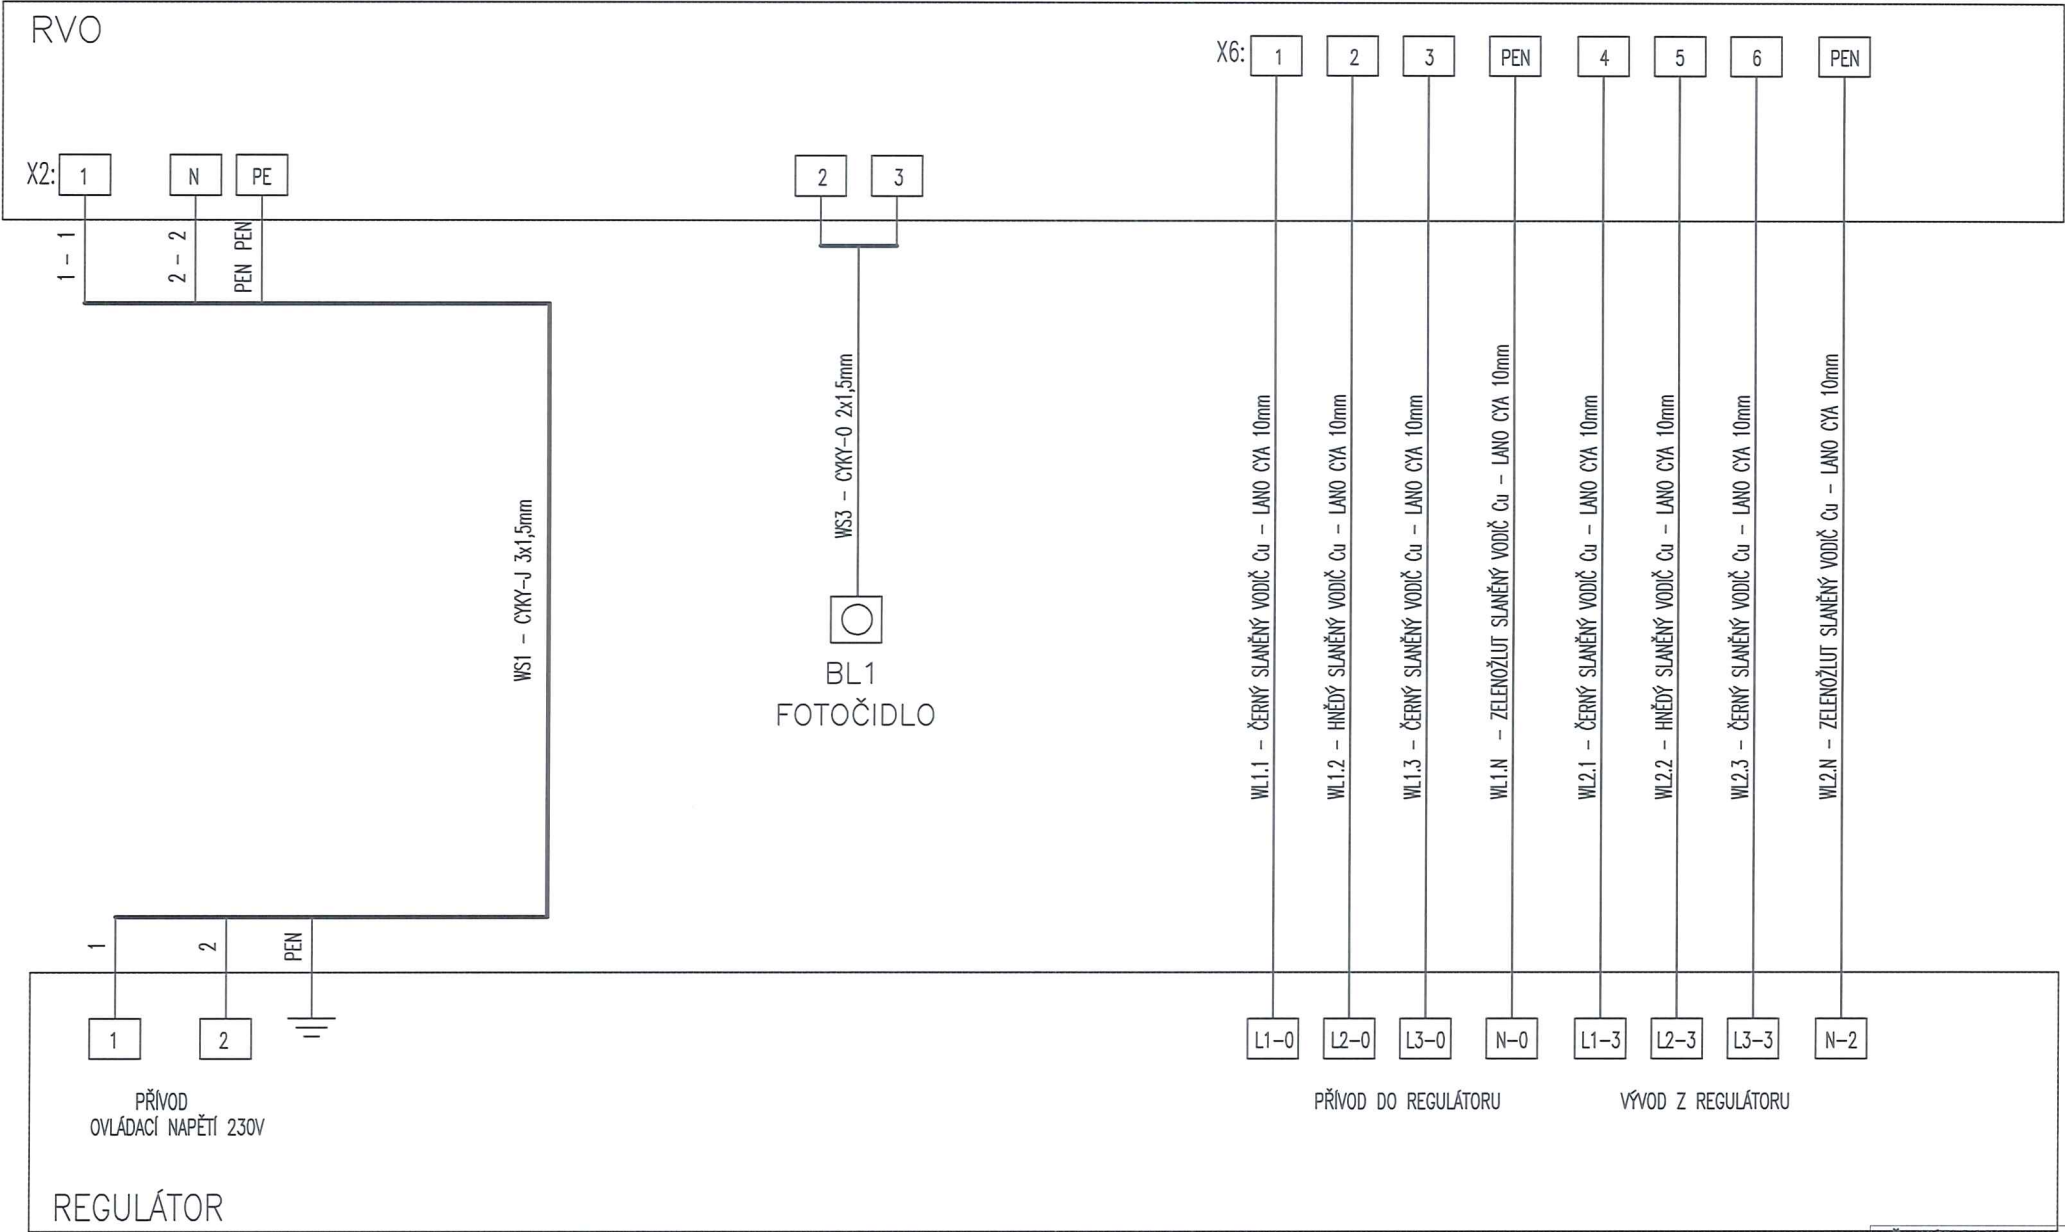 RVO
X6: 1 2 3 PEN 4 5 6 PEN
X2: 1 N PE 2 3
1 - 1
2 - 2
PEN PEN
WS1 - CYKY-J 3x1,5mm
WS3 - CYKY-O 2x1,5mm
BL1
FOTOČIDLO
WL1.1 - ČERNÝ SLANĚNÝ VODIČ Cu - LANO CYA 10mm
WL1.2 - HNĚDÝ SLANĚNÝ VODIČ Cu - LANO CYA 10mm
WL1.3 - ČERNÝ SLANĚNÝ VODIČ Cu - LANO CYA 10mm
WL1.N - ZELENOŽLUT SLANĚNÝ VODIČ Cu - LANO CYA 10mm
WL2.1 - ČERNÝ SLANĚNÝ VODIČ Cu - LANO CYA 10mm
WL2.2 - HNĚDÝ SLANĚNÝ VODIČ Cu - LANO CYA 10mm
WL2.3 - ČERNÝ SLANĚNÝ VODIČ Cu - LANO CYA 10mm
WL2.N - ZELENOŽLUT SLANĚNÝ VODIČ Cu - LANO CYA 10mm
1
2
PEN
1 2
L1-0 L2-0 L3-0 N-0 L1-3 L2-3 L3-3 N-2
PŘÍVOD
OVLÁDACÍ NAPĚTÍ 230V
PŘÍVOD DO REGULÁTORU
VÝVOD Z REGULÁTORU
REGULÁTOR